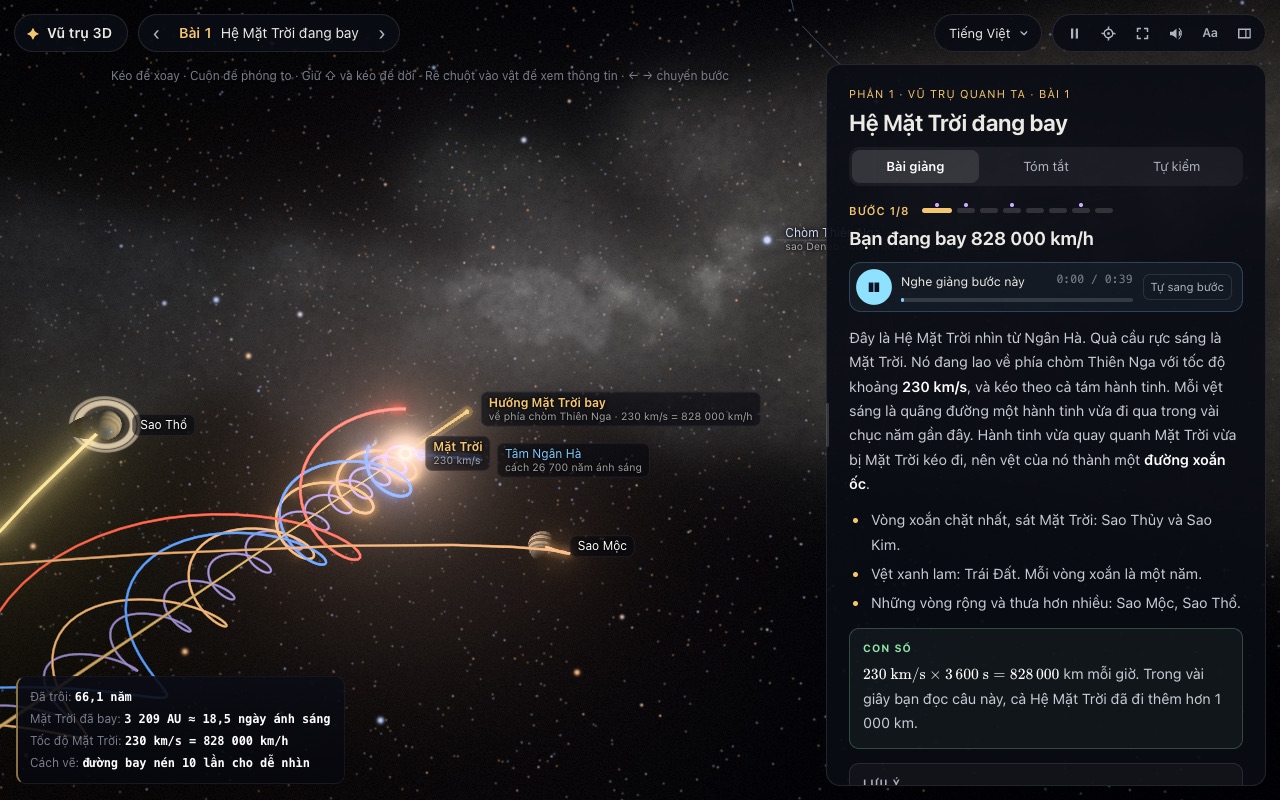 Vũ trụ 3D
Bài 1 Hệ Mặt Trời đang bay
Tiếng Việt
Aa
Kéo để xoay · Cuộn để phóng to · Giữ ⇧ và kéo để dời · Rê chuột vào vật để xem thông tin · ← → chuyển bước
PHẦN 1 · VŨ TRỤ QUANH TA · BÀI 1
Hệ Mặt Trời đang bay
Bài giảng
Tóm tắt
Tự kiểm
BƯỚC 1/8
Bạn đang bay 828 000 km/h
Nghe giảng bước này
0:00 / 0:39
Tự sang bước
Đây là Hệ Mặt Trời nhìn từ Ngân Hà. Quả cầu rực sáng là
Mặt Trời. Nó đang lao về phía chòm Thiên Nga với tốc độ
khoảng 230 km/s, và kéo theo cả tám hành tinh. Mỗi vệt
sáng là quãng đường một hành tinh vừa đi qua trong vài
chục năm gần đây. Hành tinh vừa quay quanh Mặt Trời vừa
bị Mặt Trời kéo đi, nên vệt của nó thành một đường xoắn
ốc.
Vòng xoắn chặt nhất, sát Mặt Trời: Sao Thủy và Sao
Kim.
Vệt xanh lam: Trái Đất. Mỗi vòng xoắn là một năm.
Những vòng rộng và thưa hơn nhiều: Sao Mộc, Sao Thổ.
CON SỐ
230 km/s × 3 600 s = 828 000 km mỗi giờ. Trong vài
giây bạn đọc câu này, cả Hệ Mặt Trời đã đi thêm hơn 1
000 km.
LƯU Ý
Chòm
sao
Sao Thổ
Hướng Mặt Trời bay
về phía chòm Thiên Nga · 230 km/s = 828 000 km/h
Mặt Trời
230 km/s
Tâm Ngân Hà
cách 26 700 năm ánh sáng
Sao Mộc
Đã trôi: 66,1 năm
Mặt Trời đã bay: 3 209 AU ≈ 18,5 ngày ánh sáng
Tốc độ Mặt Trời: 230 km/s = 828 000 km/h
Cách vẽ: đường bay nén 10 lần cho dễ nhìn